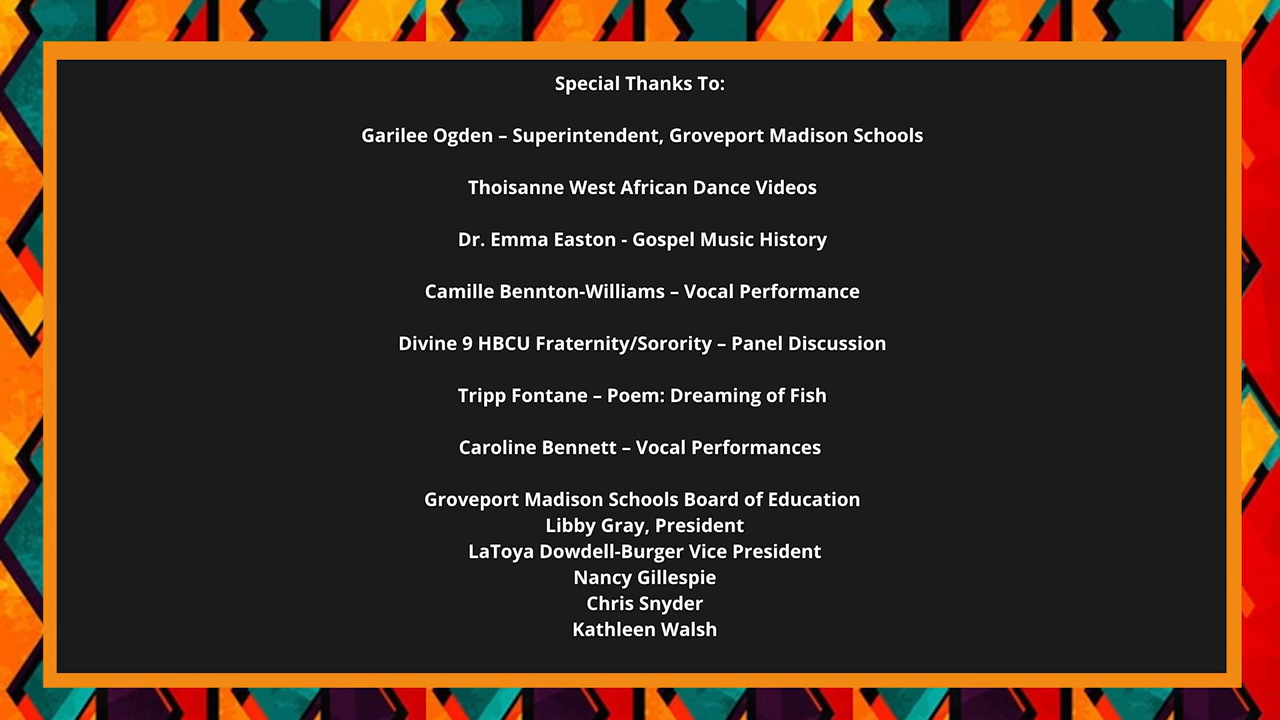 Special Thanks To:
Garilee Ogden – Superintendent, Groveport Madison Schools
Thoisanne West African Dance Videos
Dr. Emma Easton - Gospel Music History
Camille Bennton-Williams – Vocal Performance
Divine 9 HBCU Fraternity/Sorority – Panel Discussion
Tripp Fontane – Poem: Dreaming of Fish
Caroline Bennett – Vocal Performances
Groveport Madison Schools Board of Education
Libby Gray, President
LaToya Dowdell-Burger Vice President
Nancy Gillespie
Chris Snyder
Kathleen Walsh